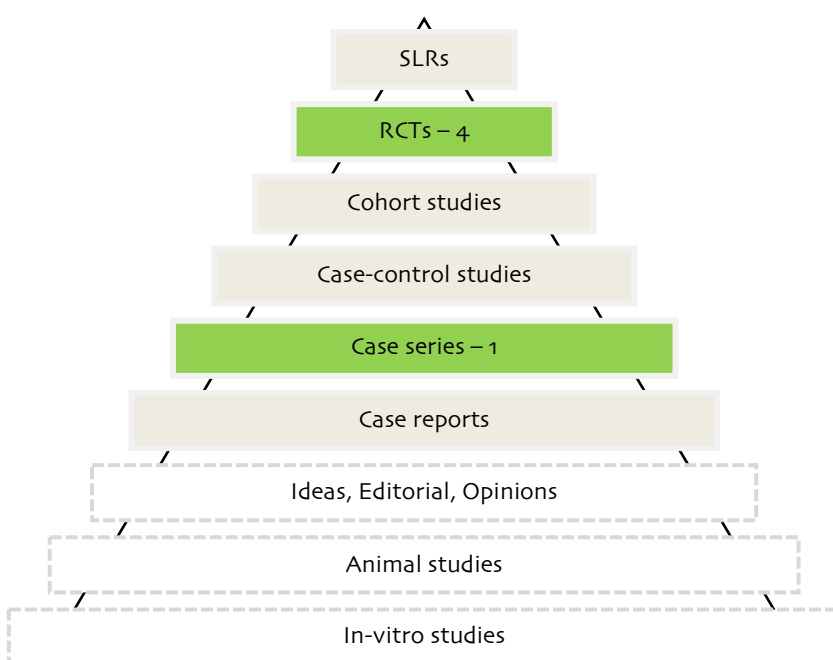 SLRs
RCTs – 4
Cohort studies
Case-control studies
Case series – 1
Case reports
Ideas, Editorial, Opinions
Animal studies
In-vitro studies